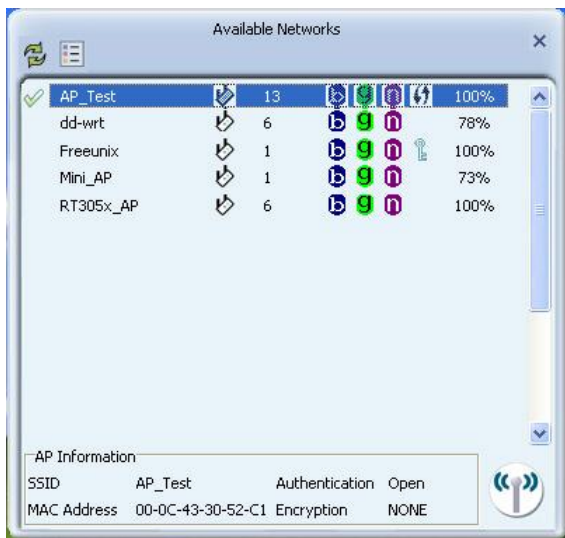 Available Networks
AP_Test 13 b g n 100%
dd-wrt 6 b g n 78%
Freeunix 1 b g n 100%
Mini_AP 1 b g n 73%
RT305x_AP 6 b g n 100%
AP Information
SSID AP_Test Authentication Open
MAC Address 00-0C-43-30-52-C1 Encryption NONE